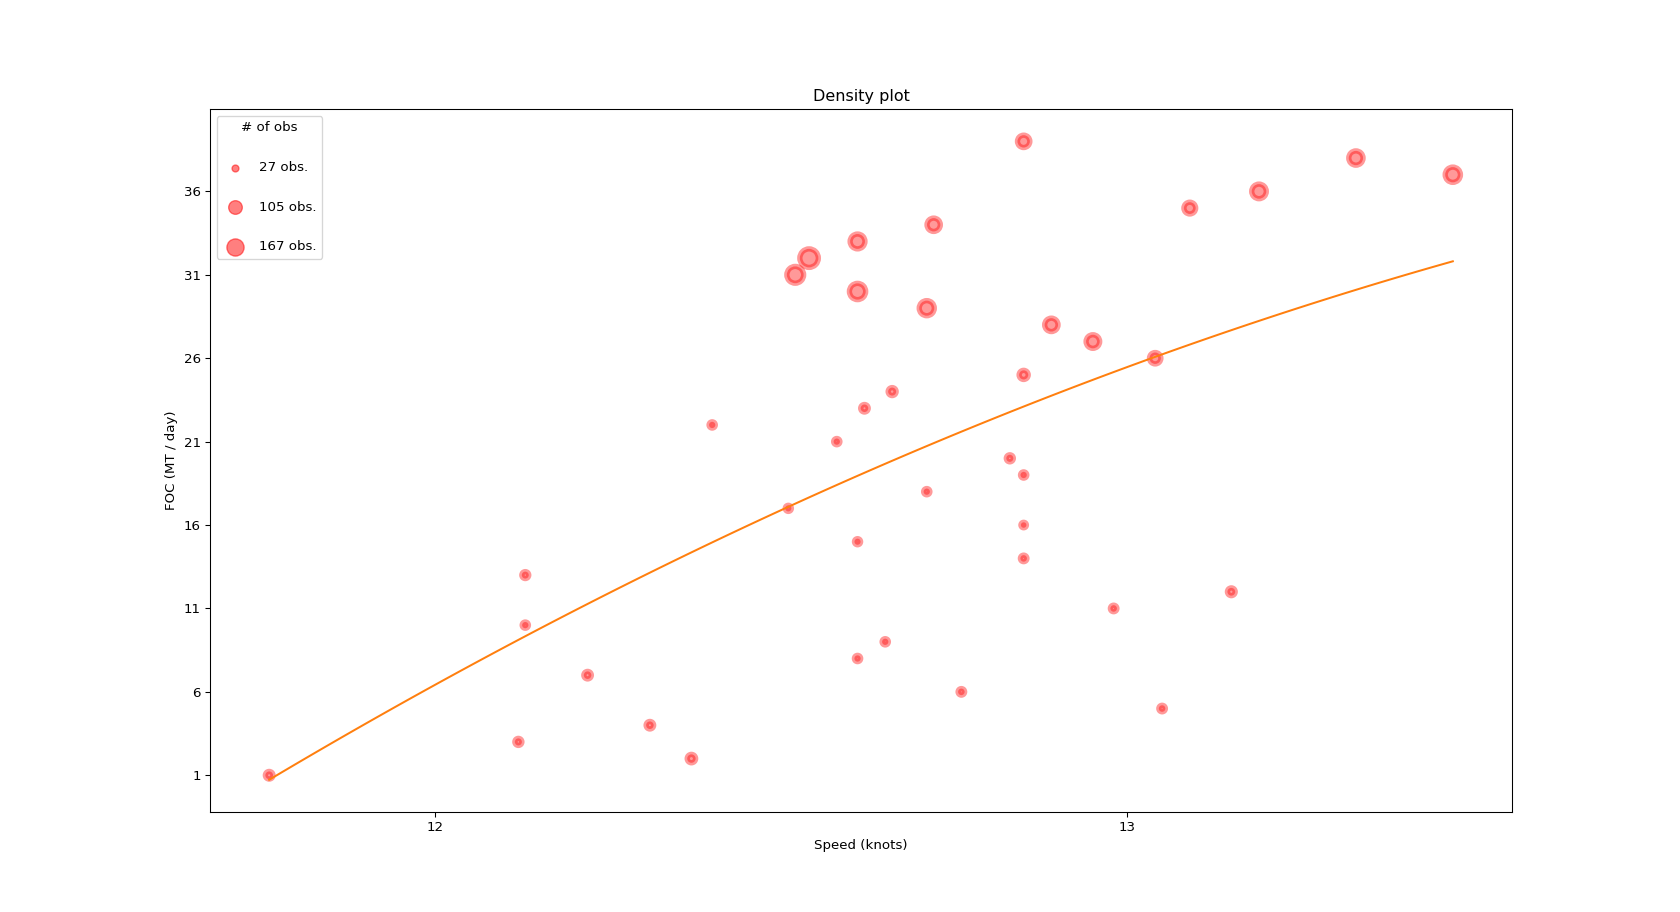 Density plot
# of obs
27 obs.
105 obs.
167 obs.
36
31
26
21
16
11
6
1
FOC (MT / day)
12
13
Speed (knots)